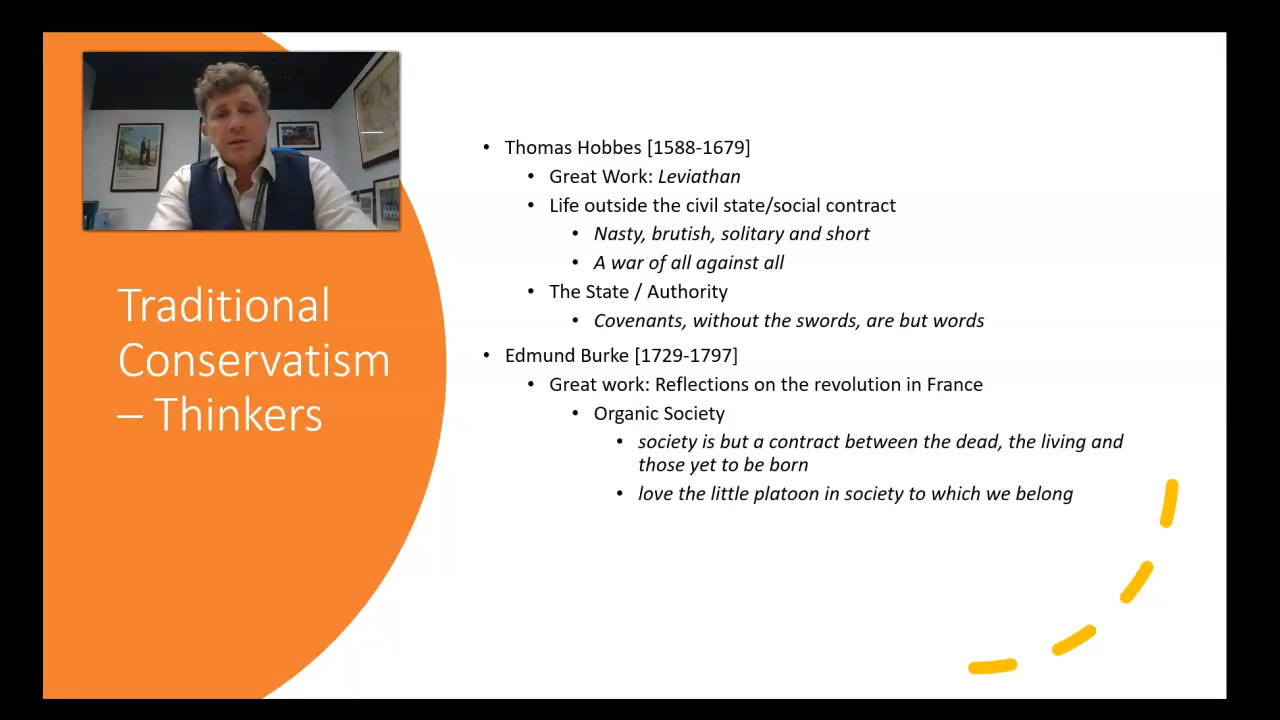 Traditional
Conservatism
– Thinkers
• Thomas Hobbes [1588-1679]
• Great Work: Leviathan
• Life outside the civil state/social contract
• Nasty, brutish, solitary and short
• A war of all against all
• The State / Authority
• Covenants, without the swords, are but words
• Edmund Burke [1729-1797]
• Great work: Reflections on the revolution in France
• Organic Society
• society is but a contract between the dead, the living and
those yet to be born
• love the little platoon in society to which we belong